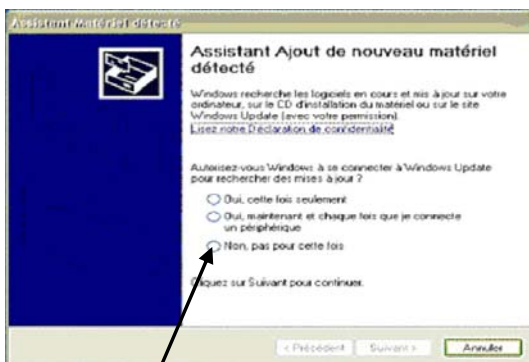 Assistant Matériel détecté
Assistant Ajout de nouveau matériel
détecté
Windows recherche les logiciels en cours et mis à jour sur votre
ordinateur, sur le CD d'installation du matériel ou sur le site
Windows Update (avec votre permission).
Lisez notre Déclaration de confidentialité
Autorisez-vous Windows à se connecter à Windows Update
pour rechercher des mises à jour ?
Oui, cette fois seulement
Oui, maintenant et chaque fois que je connecte
un périphérique
Non, pas pour cette fois
Cliquez sur Suivant pour continuer.
< Précédent
Suivant >
Annuler